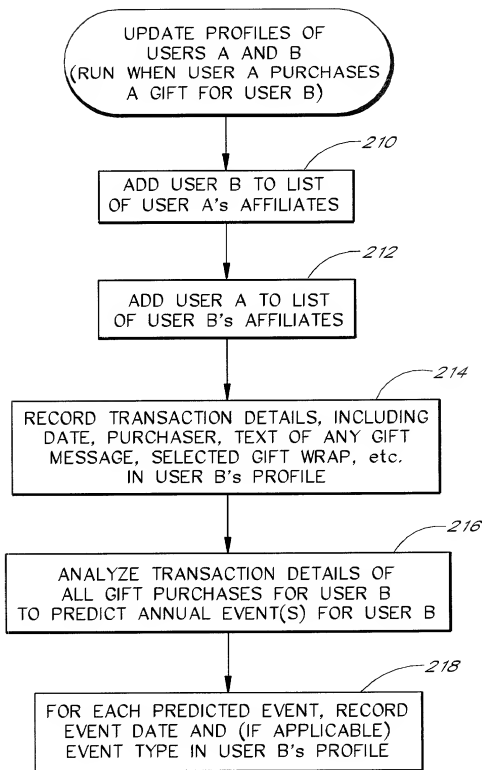 UPDATE PROFILES OF
USERS A AND B
(RUN WHEN USER A PURCHASES
A GIFT FOR USER B)
210
ADD USER B TO LIST
OF USER A's AFFILIATES
212
ADD USER A TO LIST
OF USER B's AFFILIATES
214
RECORD TRANSACTION DETAILS, INCLUDING
DATE, PURCHASER, TEXT OF ANY GIFT
MESSAGE, SELECTED GIFT WRAP, etc.
IN USER B's PROFILE
216
ANALYZE TRANSACTION DETAILS OF
ALL GIFT PURCHASES FOR USER B
TO PREDICT ANNUAL EVENT(S) FOR USER B
218
FOR EACH PREDICTED EVENT, RECORD
EVENT DATE AND (IF APPLICABLE)
EVENT TYPE IN USER B's PROFILE